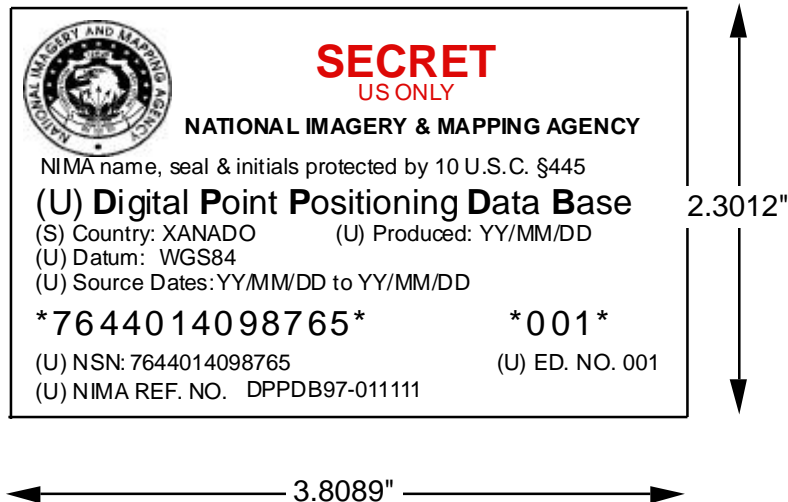 NATIONAL IMAGERY AND MAPPING AGENCY
SECRET
US ONLY
NATIONAL IMAGERY & MAPPING AGENCY
NIMA name, seal & initials protected by 10 U.S.C. §445
(U) Digital Point Positioning Data Base
(S) Country: XANADO (U) Produced: YY/MM/DD
(U) Datum: WGS84
(U) Source Dates: YY/MM/DD to YY/MM/DD
*7644014098765* *001*
(U) NSN: 7644014098765 (U) ED. NO. 001
(U) NIMA REF. NO. DPPDB97-011111
2.3012"
3.8089"